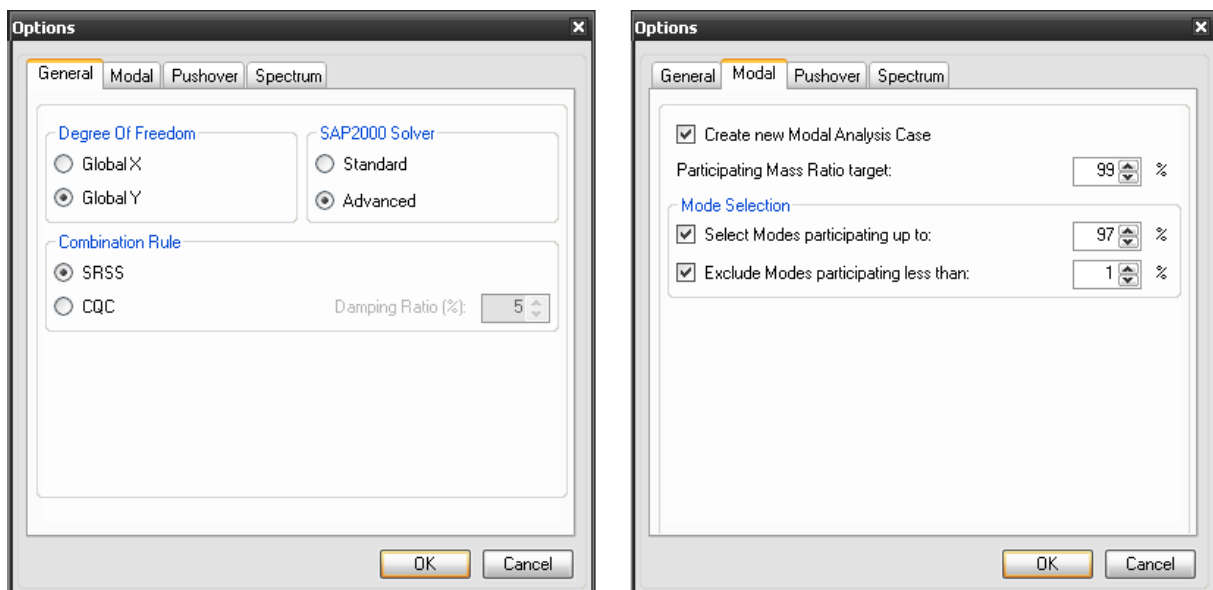 Options
General Modal Pushover Spectrum
Degree Of Freedom
Global X
Global Y
SAP2000 Solver
Standard
Advanced
Combination Rule
SRSS
CQC Damping Ratio (%): 5
OK Cancel
Options
General Modal Pushover Spectrum
Create new Modal Analysis Case
Participating Mass Ratio target: 99 %
Mode Selection
Select Modes participating up to: 97 %
Exclude Modes participating less than: 1 %
OK Cancel